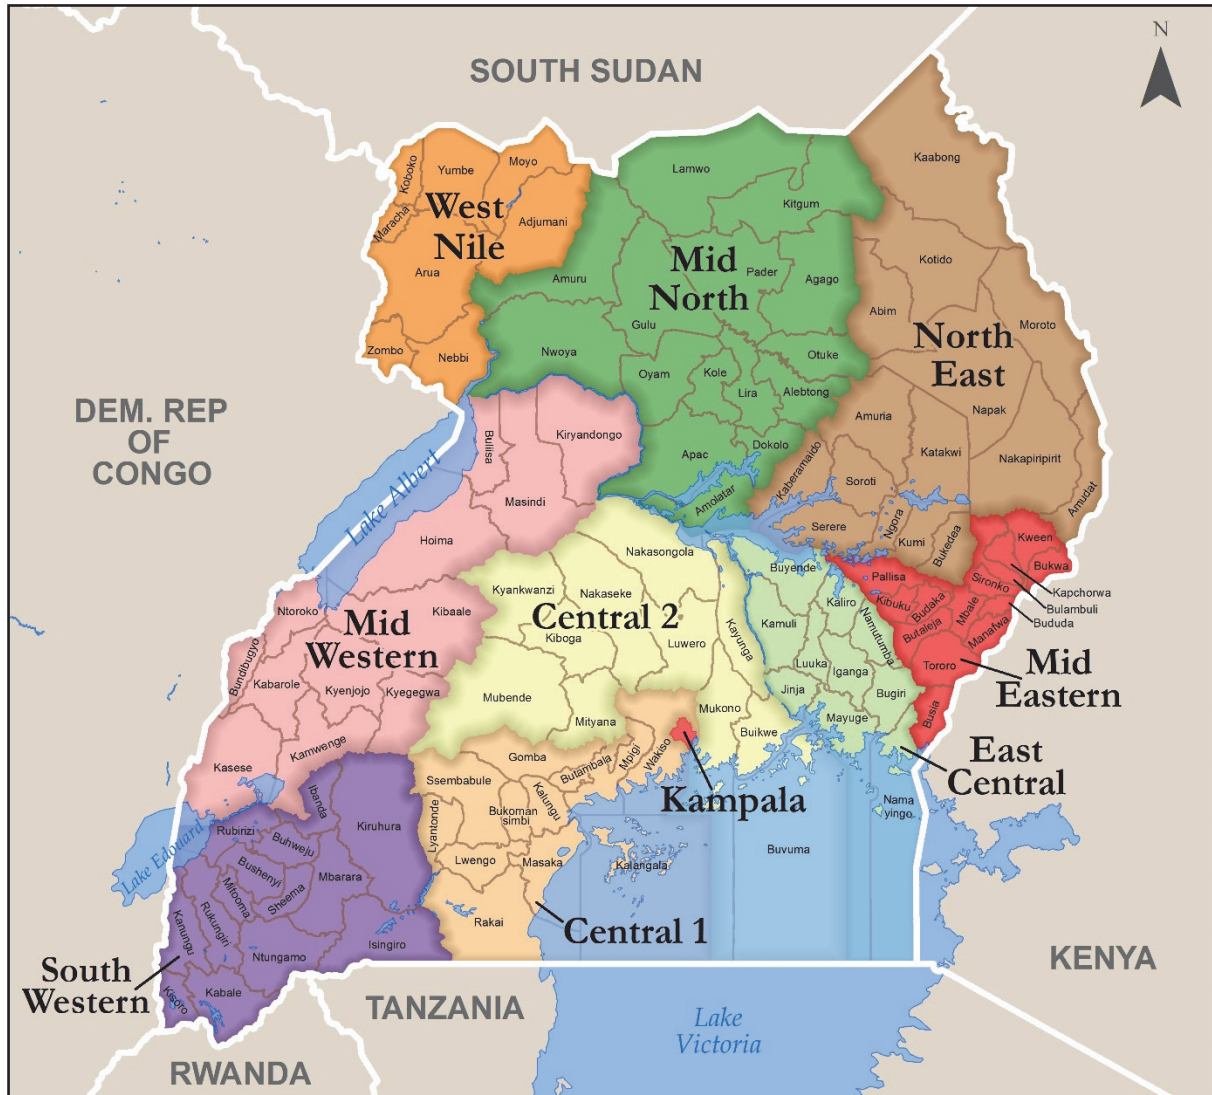 N
SOUTH SUDAN
Kaabong
Koboko
Yumbe
Moyo
Lamwo
Kitgum
Maracha
West
Nile
Adjumani
Arua
Mid
North
Amuru
Pader
Agago
Kotido
Abim
Moroto
Gulu
North
East
Zombo
Nebbi
Nwoya
Oyam
Kole
Otuke
Lira
Alebtong
DEM. REP
OF
CONGO
Amuria
Napak
Buliisa
Kiryandongo
Apac
Dokolo
Kaberamaido
Katakwi
Nakapiripirit
Lake Albert
Masindi
Soroti
Amolatar
Amudat
Hoima
Serere
Ngora
Kumi
Bukedea
Kween
Bukwa
Nakasongola
Buyende
Pallisa
Sironko
Kapchorwa
Bulambuli
Bududa
Ntoroko
Kibaale
Kyankwanzi
Nakaseke
Central 2
Kaliro
Kibuku
Budaka
Mbale
Mid
Western
Kiboga
Luwero
Kayunga
Kamuli
Namutumba
Butaleja
Manafwa
Bundibugyo
Kabarole
Kyenjojo
Kyegegwa
Luuka
Iganga
Tororo
Mid
Eastern
Mubende
Mityana
Mukono
Jinja
Bugiri
Busia
Kamwenge
Buikwe
Mayuge
Kasese
Gomba
Butambala
Mpigi
Wakiso
East
Central
Ssembabule
Kampala
Ibanda
Kiruhura
Lyantonde
Bukoman
simbi
Kalungu
Nama
yingo
Lake Edouard
Rubirizi
Buhweju
Bushenyi
Mbarara
Lwengo
Masaka
Kalangala
Buvuma
Mitooma
Sheema
Kanungu
Rukungiri
Rakai
Central 1
Isingiro
Ntungamo
KENYA
South
Western
Kisoro
Kabale
TANZANIA
Lake
Victoria
RWANDA